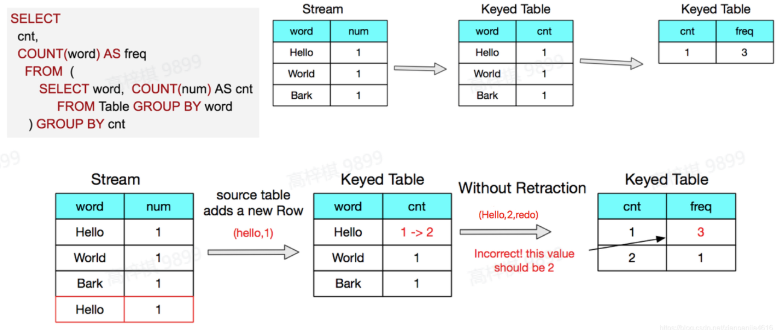 SELECT
cnt,
COUNT(word) AS freq
FROM (
SELECT word, COUNT(num) AS cnt
FROM Table GROUP BY word
) GROUP BY cnt
Stream
word num
Hello 1
World 1
Bark 1
Keyed Table
word cnt
Hello 1
World 1
Bark 1
Keyed Table
cnt freq
1 3
Stream
word num
Hello 1
World 1
Bark 1
Hello 1
source table
adds a new Row
(hello,1)
Keyed Table
word cnt
Hello 1 -> 2
World 1
Bark 1
Without Retraction
(Hello,2,redo)
Incorrect! this value
should be 2
Keyed Table
cnt freq
1 3
2 1
高梓棋 9899